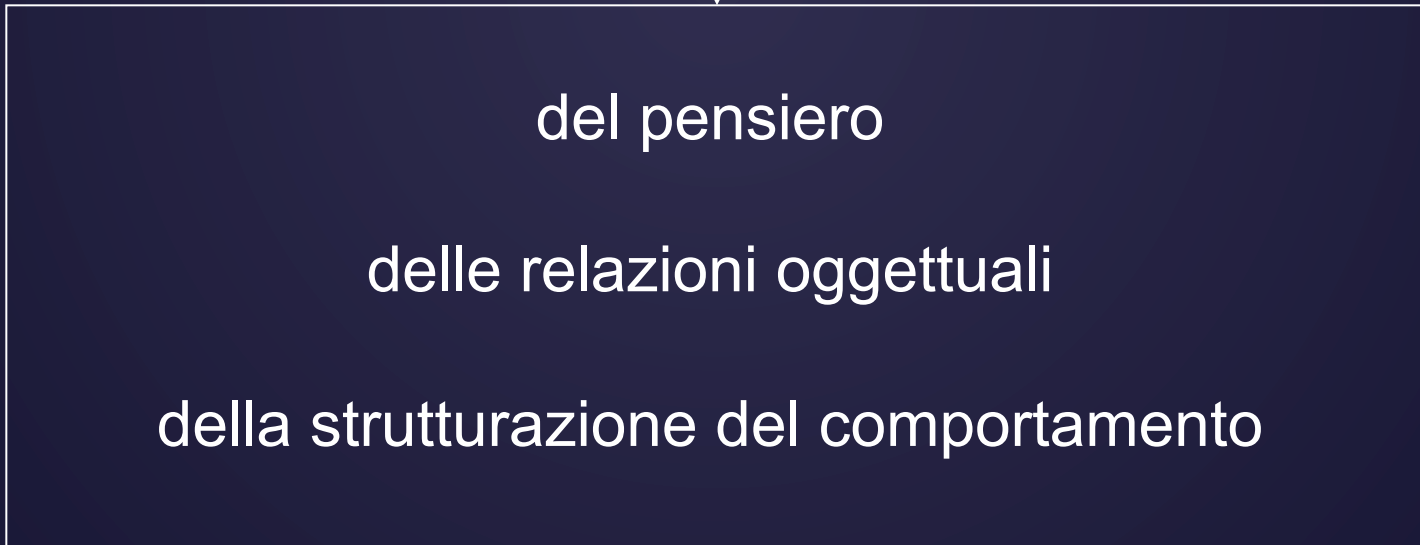 del pensiero
delle relazioni oggettuali
della strutturazione del comportamento